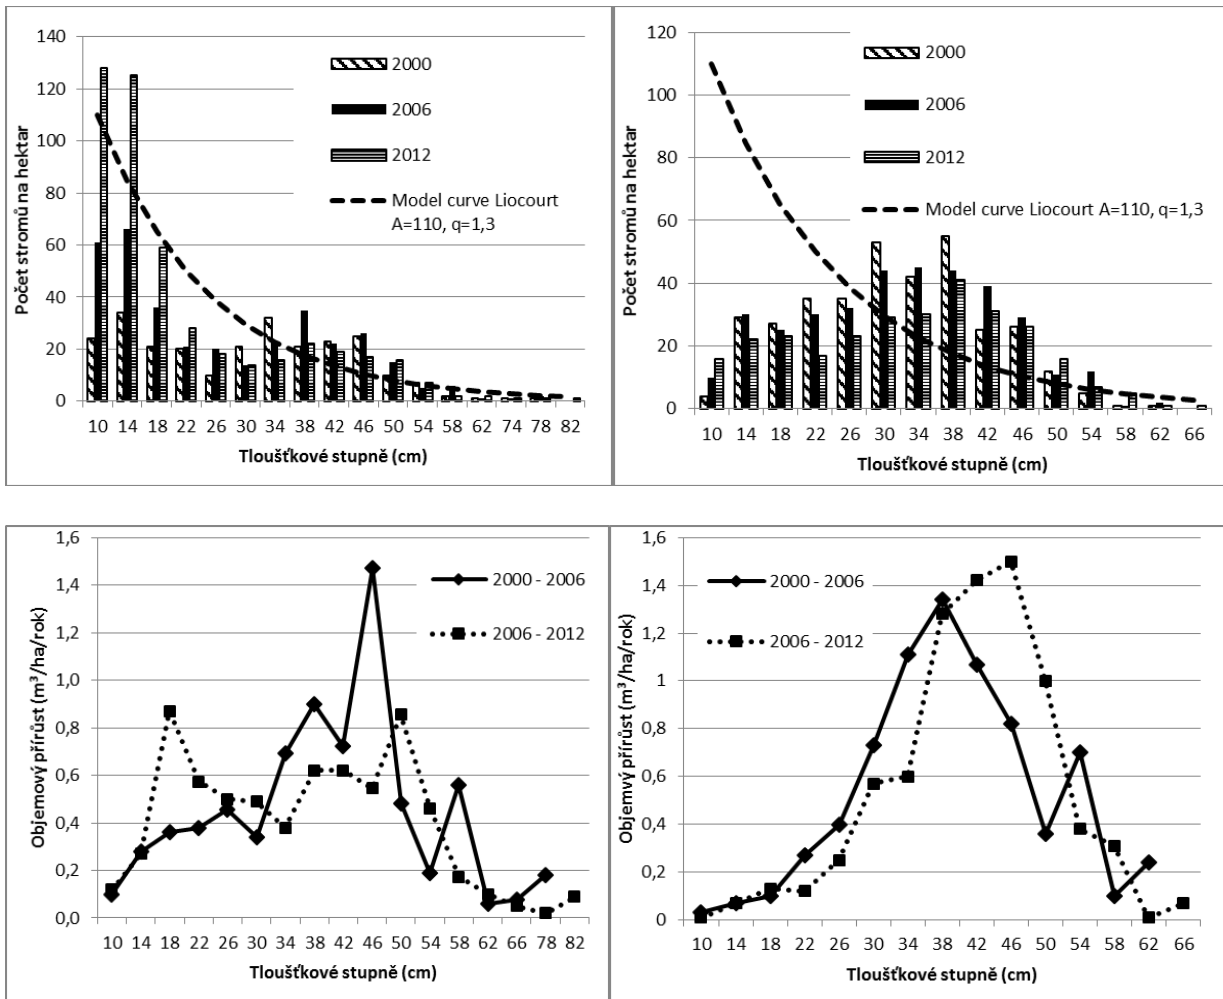 140
120
100
80
60
40
20
0
Počet stromů na hektar
2000
2006
2012
Model curve Liocourt
A=110, q=1,3
10 14 18 22 26 30 34 38 42 46 50 54 58 62 74 78 82
Tloušťkové stupně (cm)
120
100
80
60
40
20
0
Počet stromů na hektar
2000
2006
2012
Model curve Liocourt A=110, q=1,3
10 14 18 22 26 30 34 38 42 46 50 54 58 62 66
Tloušťkové stupně (cm)
1,6
1,4
1,2
1,0
0,8
0,6
0,4
0,2
0,0
Objemový přírůst (m³/ha/rok)
2000 - 2006
2006 - 2012
10 14 18 22 26 30 34 38 42 46 50 54 58 62 66 78 82
Tloušťkové stupně (cm)
1,6
1,4
1,2
1
0,8
0,6
0,4
0,2
0
Objemvý přírůst (m³/ha/rok)
2000 - 2006
2006 - 2012
10 14 18 22 26 30 34 38 42 46 50 54 58 62 66
Tloušťkové stupně (cm)